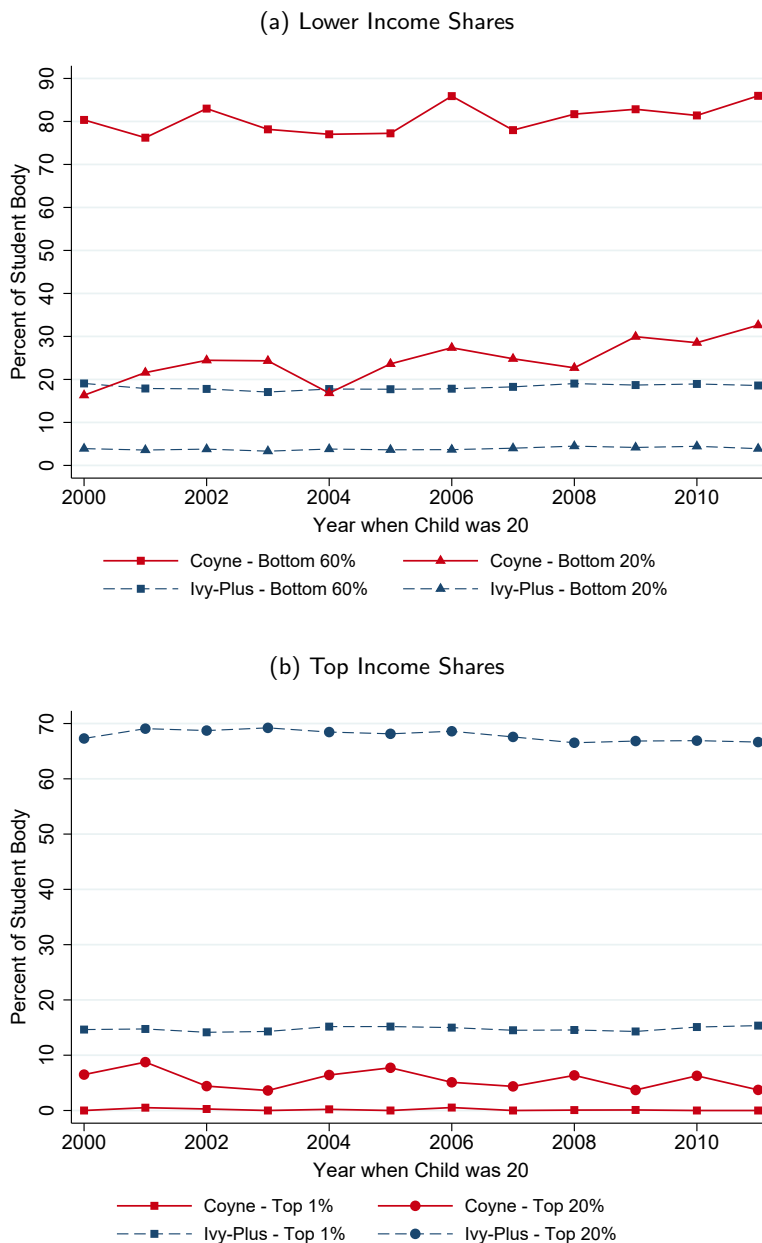 (a) Lower Income Shares
Percent of Student Body
90
80
70
60
50
40
30
20
10
0
2000 2002 2004 2006 2008 2010
Year when Child was 20
Coyne - Bottom 60% Coyne - Bottom 20%
Ivy-Plus - Bottom 60% Ivy-Plus - Bottom 20%
(b) Top Income Shares
Percent of Student Body
70
60
50
40
30
20
10
0
2000 2002 2004 2006 2008 2010
Year when Child was 20
Coyne - Top 1% Coyne - Top 20%
Ivy-Plus - Top 1% Ivy-Plus - Top 20%